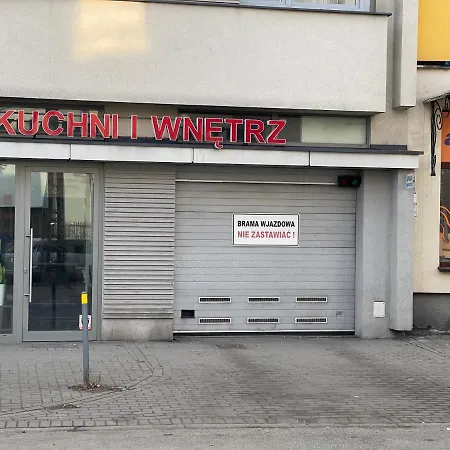 KUCHNI I WNĘTRZ
BRAMA WJAZDOWA
NIE ZASTAWIAĆ !